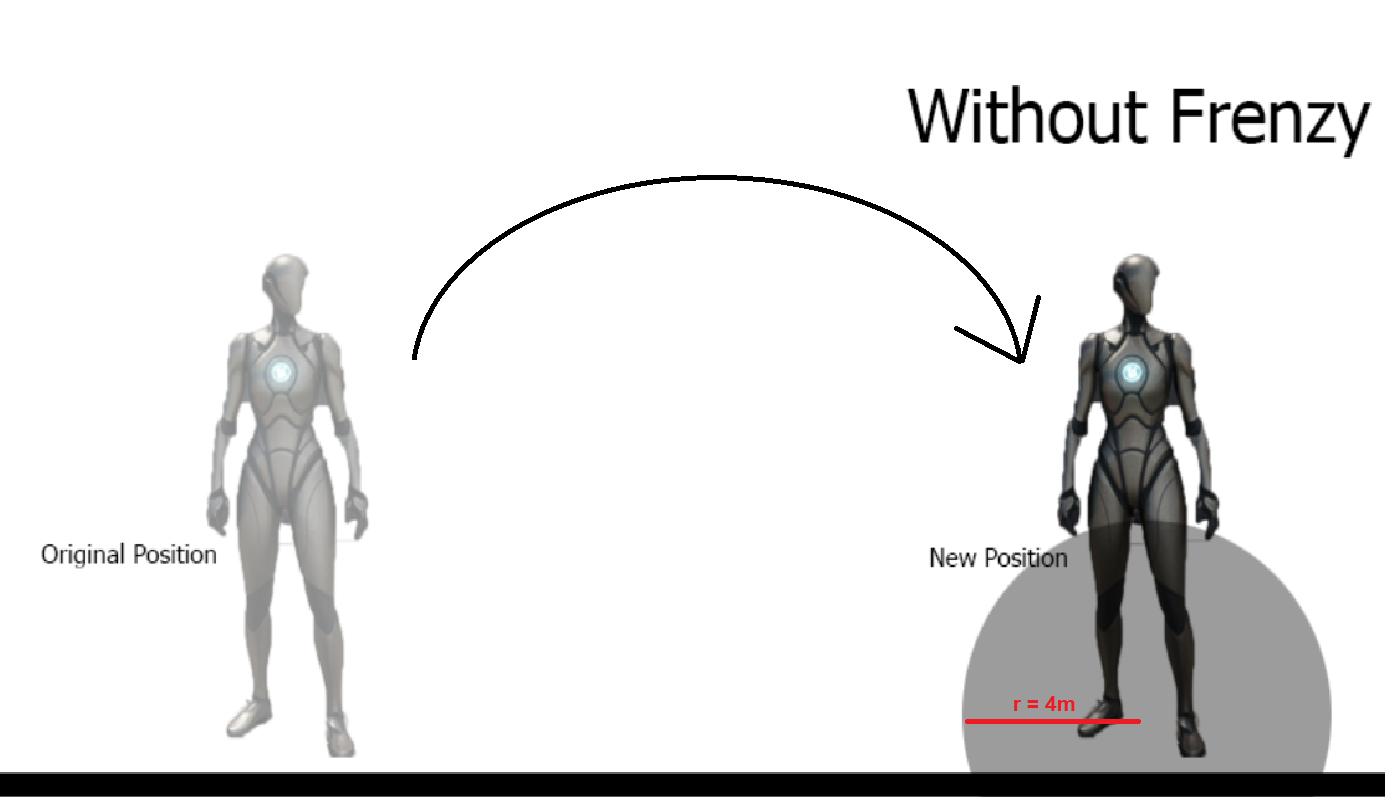 Without Frenzy
Original Position
New Position
r = 4m